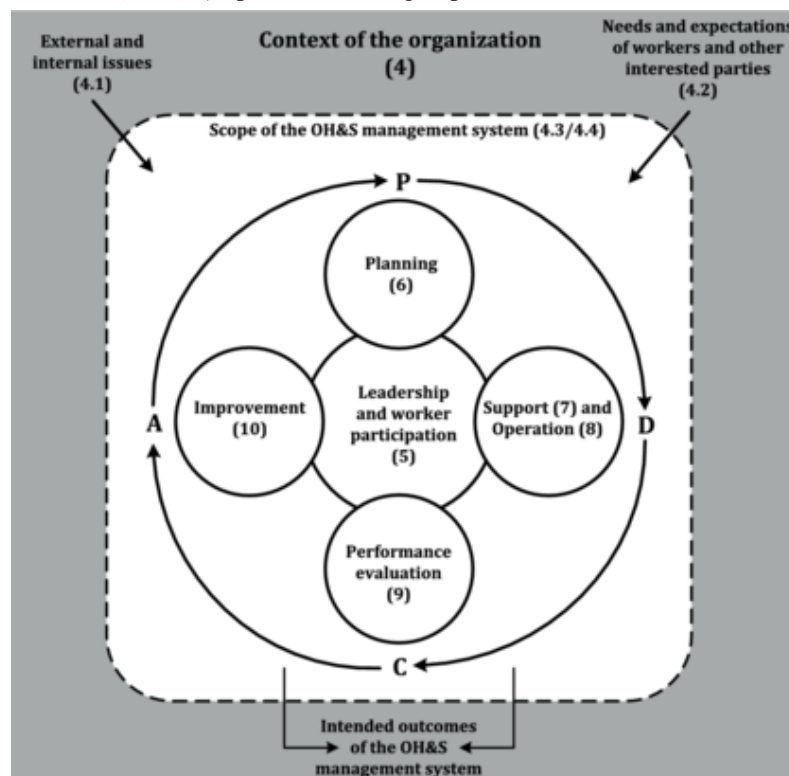 External and
internal issues
(4.1)
Context of the organization
(4)
Needs and expectations
of workers and other
interested parties
(4.2)
Scope of the OH&S management system (4.3/4.4)
P
Planning
(6)
A
Improvement
(10)
Leadership
and worker
participation
(5)
Support (7) and
Operation (8)
D
Performance
evaluation
(9)
C
Intended outcomes
of the OH&S
management system